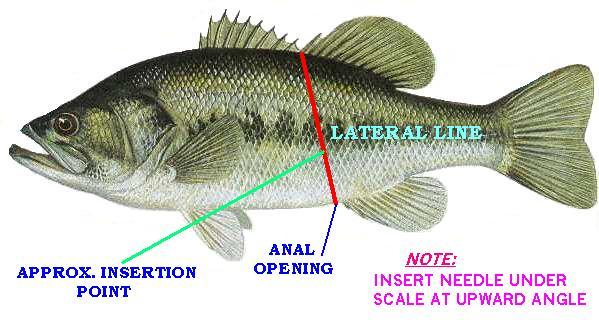 LATERAL LINE
ANAL
OPENING
APPROX. INSERTION
POINT
NOTE:
INSERT NEEDLE UNDER
SCALE AT UPWARD ANGLE